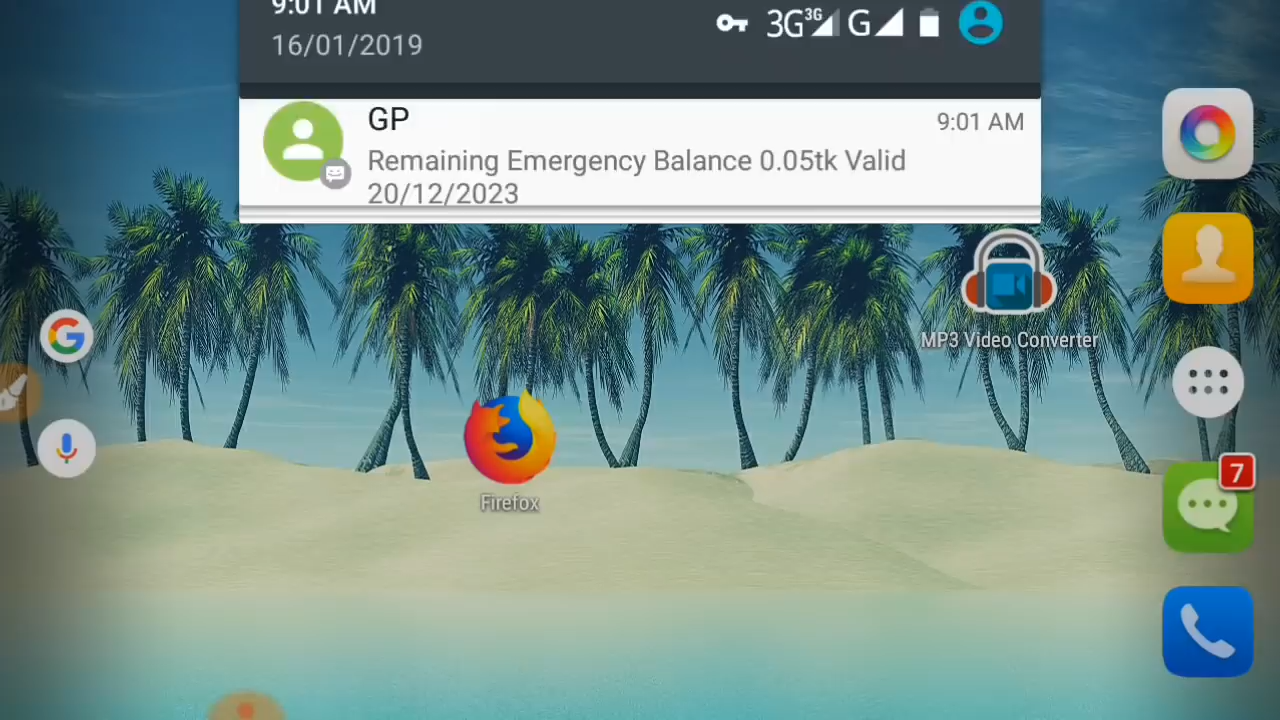 9:01 AM
16/01/2019
3G 3G G
GP
9:01 AM
Remaining Emergency Balance 0.05tk Valid
20/12/2023
MP3 Video Converter
G
Firefox
7